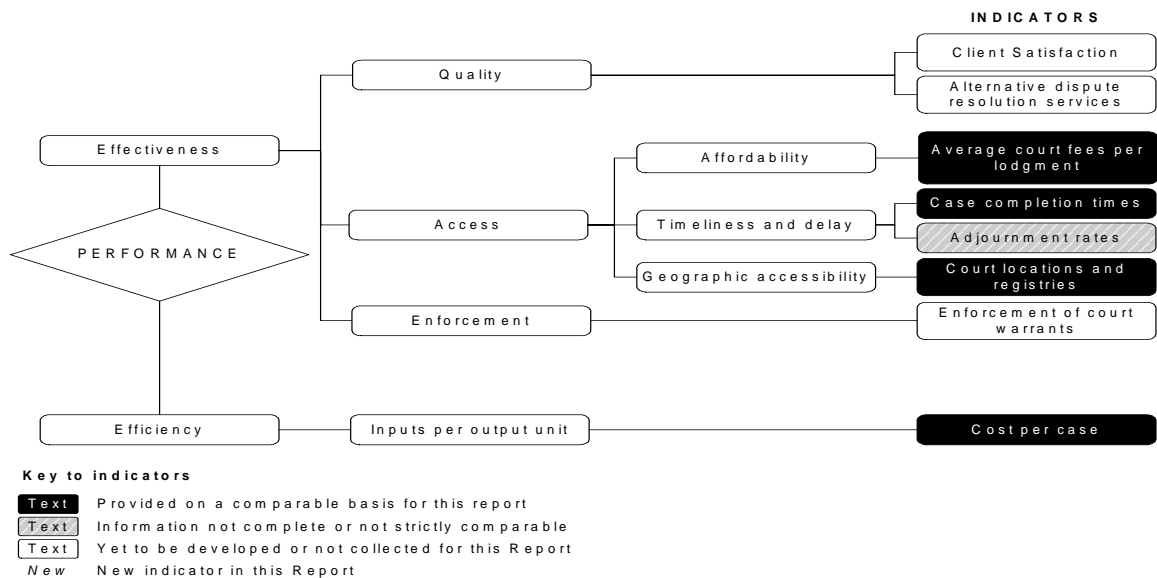 INDICATORS
Quality
Client Satisfaction
Alternative dispute
resolution services
Effectiveness
Affordability
Average court fees per
lodgment
Access
Timeliness and delay
Case completion times
Adjournment rates
PERFORMANCE
Geographic accessibility
Court locations and
registries
Enforcement
Enforcement of court
warrants
Efficiency
Inputs per output unit
Cost per case
Key to indicators
Text Provided on a comparable basis for this report
Text Information not complete or not strictly comparable
Text Yet to be developed or not collected for this Report
New New indicator in this Report